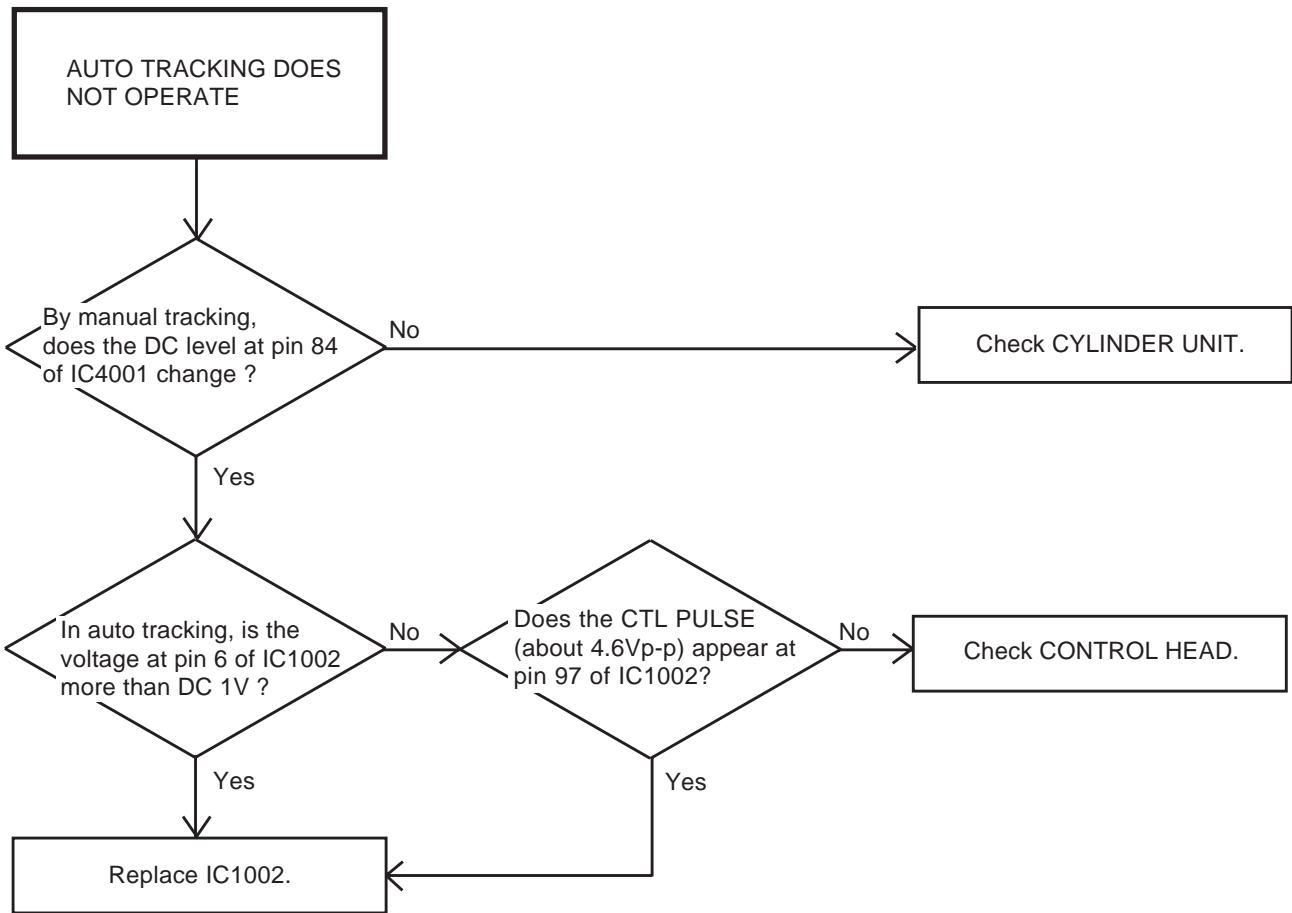 AUTO TRACKING DOES
NOT OPERATE
By manual tracking,
does the DC level at pin 84
of IC4001 change ?
No
Check CYLINDER UNIT.
Yes
In auto tracking, is the
voltage at pin 6 of IC1002
more than DC 1V ?
No
Does the CTL PULSE
(about 4.6Vp-p) appear at
pin 97 of IC1002?
No
Check CONTROL HEAD.
Yes
Yes
Replace IC1002.